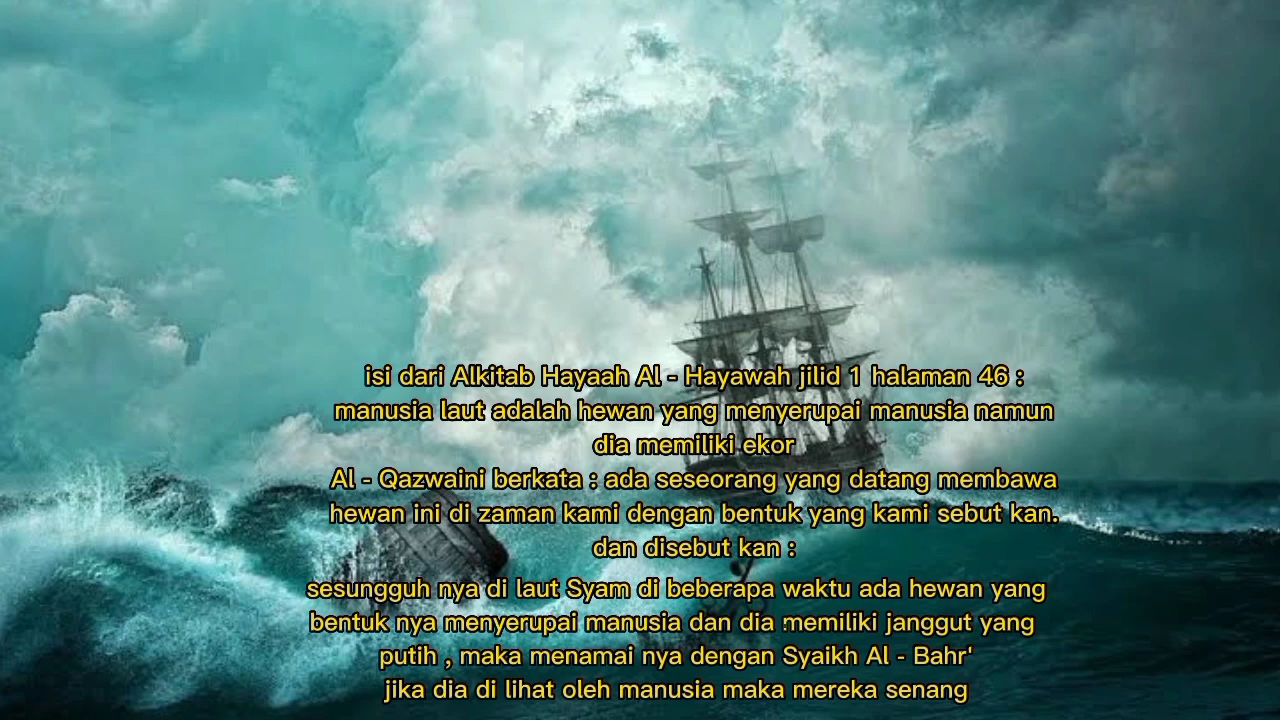 isi dari Alkitab Hayaah Al - Hayawah jilid 1 halaman 46 :
manusia laut adalah hewan yang menyerupai manusia namun
dia memiliki ekor
Al - Qazwaini berkata : ada seseorang yang datang membawa
hewan ini di zaman kami dengan bentuk yang kami sebut kan.
dan disebut kan :
sesungguh nya di laut Syam di beberapa waktu ada hewan yang
bentuk nya menyerupai manusia dan dia memiliki janggut yang
putih , maka menamai nya dengan Syaikh Al - Bahr'
jika dia di lihat oleh manusia maka mereka senang